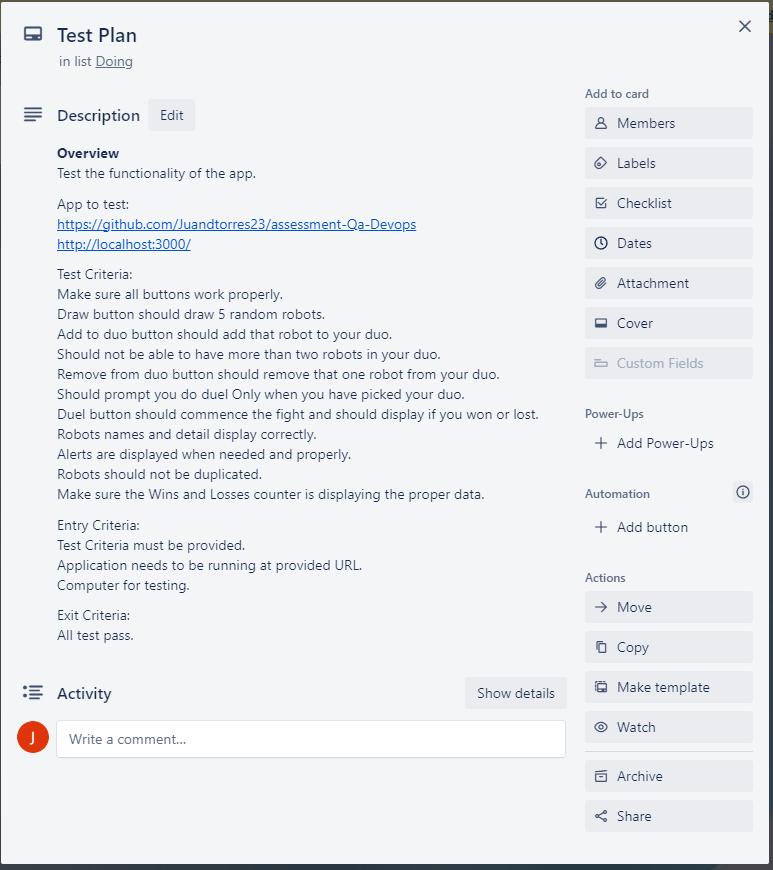 Test Plan
in list Doing
Description Edit
Overview
Test the functionality of the app.
App to test:
https://github.com/Juandtorres23/assessment-Qa-Devops
http://localhost:3000/
Test Criteria:
Make sure all buttons work properly.
Draw button should draw 5 random robots.
Add to duo button should add that robot to your duo.
Should not be able to have more than two robots in your duo.
Remove from duo button should remove that one robot from your duo.
Should prompt you do duel Only when you have picked your duo.
Duel button should commence the fight and should display if you won or lost.
Robots names and detail display correctly.
Alerts are displayed when needed and properly.
Robots should not be duplicated.
Make sure the Wins and Losses counter is displaying the proper data.
Entry Criteria:
Test Criteria must be provided.
Application needs to be running at provided URL.
Computer for testing.
Exit Criteria:
All test pass.
Activity Show details
J Write a comment...
Add to card
Members
Labels
Checklist
Dates
Attachment
Cover
Custom Fields
Power-Ups
Add Power-Ups
Automation
Add button
Actions
Move
Copy
Make template
Watch
Archive
Share